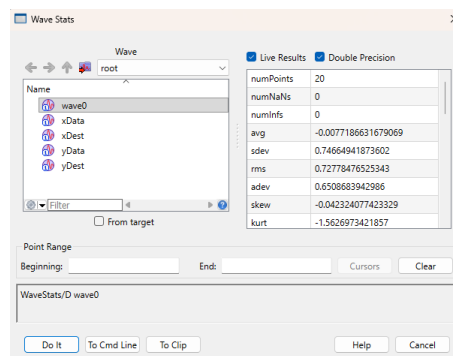 Wave Stats
Wave
root
Live Results
Double Precision
Name
wave0
xData
xDest
yData
yDest
Filter
From target
numPoints 20
numNaNs 0
numInfs 0
avg -0.0077186631679069
sdev 0.74664941873602
rms 0.72778476525343
adev 0.6508683942986
skew -0.042324077423329
kurt -1.5626973421857
Point Range
Beginning:
End:
Cursors
Clear
WaveStats/D wave0
Do It
To Cmd Line
To Clip
Help
Cancel